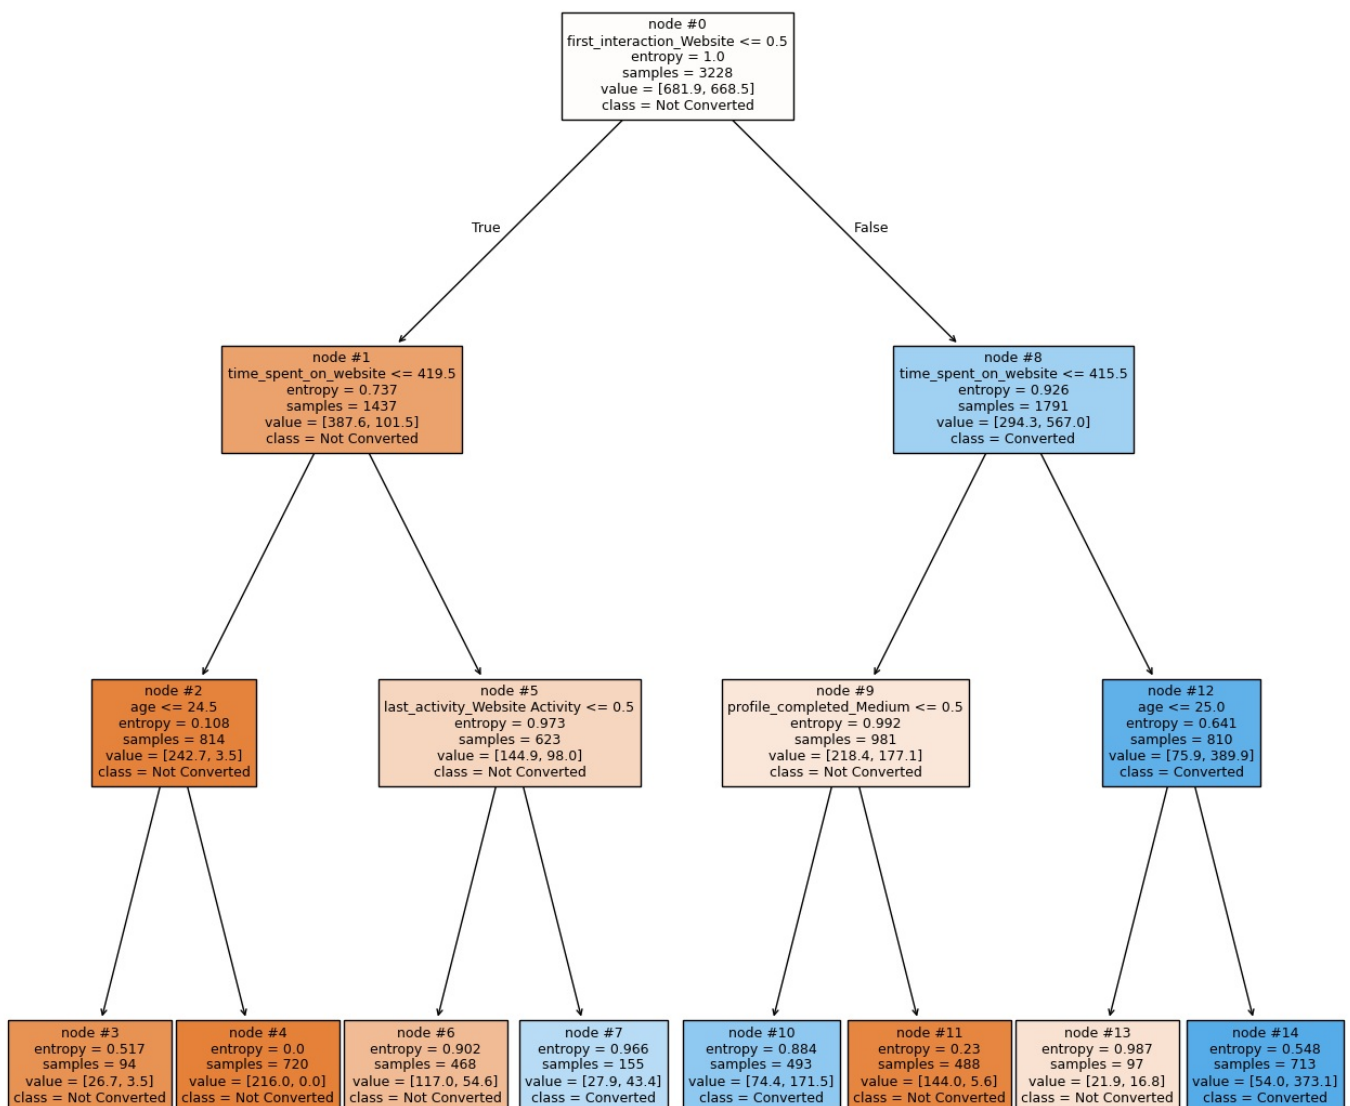 node #0
first_interaction_Website <= 0.5
entropy = 1.0
samples = 3228
value = [681.9, 668.5]
class = Not Converted
True
False
node #1
time_spent_on_website <= 419.5
entropy = 0.737
samples = 1437
value = [387.6, 101.5]
class = Not Converted
node #8
time_spent_on_website <= 415.5
entropy = 0.926
samples = 1791
value = [294.3, 567.0]
class = Converted
node #2
age <= 24.5
entropy = 0.108
samples = 814
value = [242.7, 3.5]
class = Not Converted
node #5
last_activity_Website Activity <= 0.5
entropy = 0.973
samples = 623
value = [144.9, 98.0]
class = Not Converted
node #9
profile_completed_Medium <= 0.5
entropy = 0.992
samples = 981
value = [218.4, 177.1]
class = Not Converted
node #12
age <= 25.0
entropy = 0.641
samples = 810
value = [75.9, 389.9]
class = Converted
node #3
entropy = 0.517
samples = 94
value = [26.7, 3.5]
class = Not Converted
node #4
entropy = 0.0
samples = 720
value = [216.0, 0.0]
class = Not Converted
node #6
entropy = 0.902
samples = 468
value = [117.0, 54.6]
class = Not Converted
node #7
entropy = 0.966
samples = 155
value = [27.9, 43.4]
class = Converted
node #10
entropy = 0.884
samples = 493
value = [74.4, 171.5]
class = Converted
node #11
entropy = 0.23
samples = 488
value = [144.0, 5.6]
class = Not Converted
node #13
entropy = 0.987
samples = 97
value = [21.9, 16.8]
class = Not Converted
node #14
entropy = 0.548
samples = 713
value = [54.0, 373.1]
class = Converted